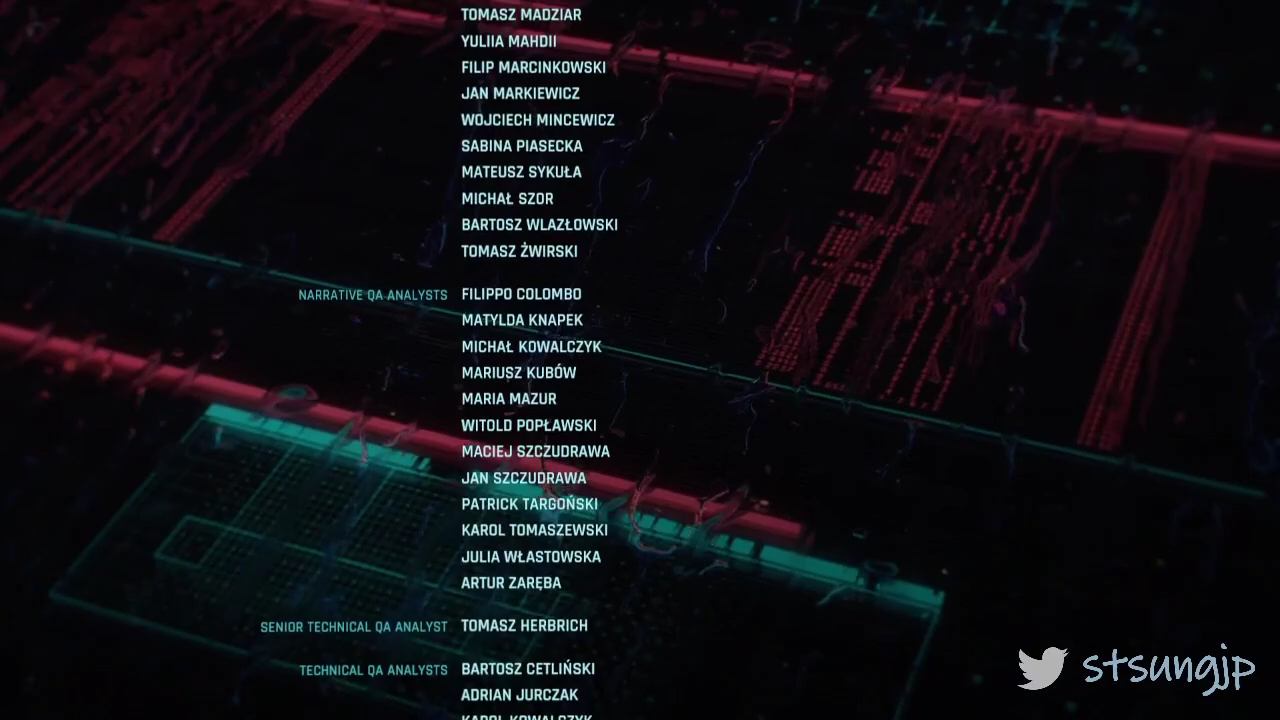 TOMASZ MADZIAR
YULIIA MAHDII
FILIP MARCINKOWSKI
JAN MARKIEWICZ
WOJCIECH MINCEWICZ
SABINA PIASECKA
MATEUSZ SYKUŁA
MICHAŁ SZOR
BARTOSZ WLAZŁOWSKI
TOMASZ ŻWIRSKI
NARRATIVE QA ANALYSTS FILIPPO COLOMBO
MATYLDA KNAPEK
MICHAŁ KOWALCZYK
MARIUSZ KUBÓW
MARIA MAZUR
WITOLD POPŁAWSKI
MACIEJ SZCZUDRAWA
JAN SZCZUDRAWA
PATRICK TARGOŃSKI
KAROL TOMASZEWSKI
JULIA WŁASTOWSKA
ARTUR ZARĘBA
SENIOR TECHNICAL QA ANALYST TOMASZ HERBRICH
TECHNICAL QA ANALYSTS BARTOSZ CETLIŃSKI
ADRIAN JURCZAK
KAROL KOWALCZYK
stsungjp